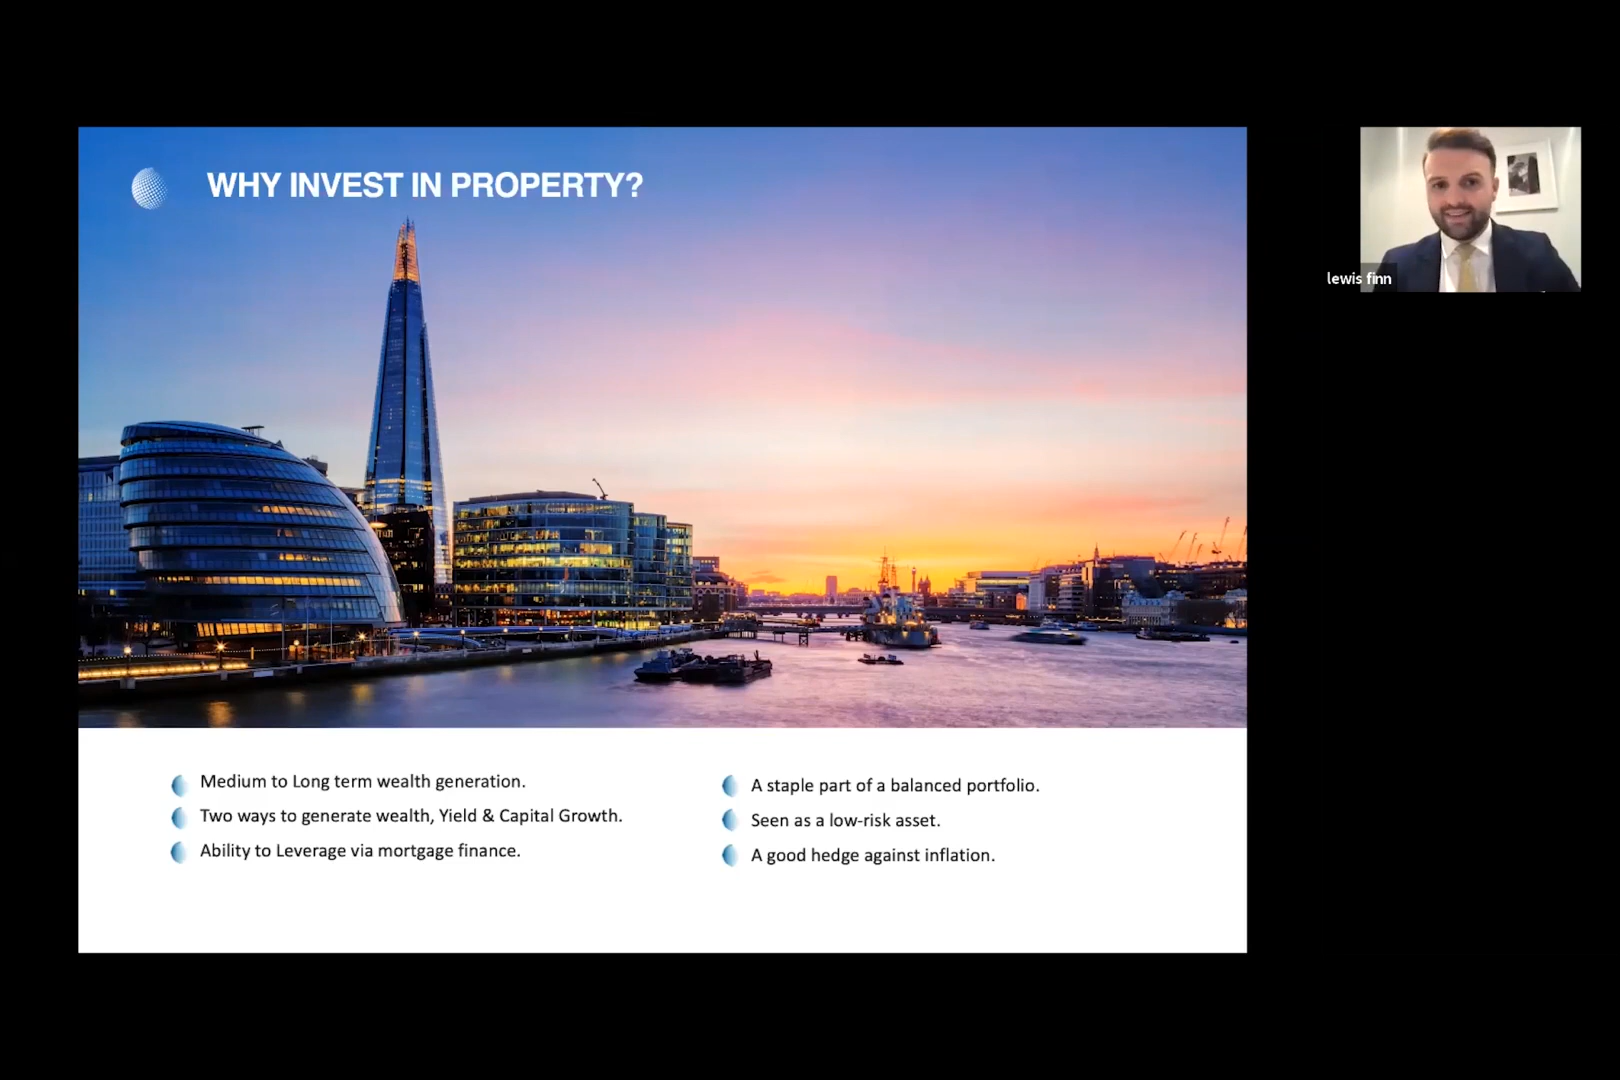 WHY INVEST IN PROPERTY?
lewis finn
Medium to Long term wealth generation.
Two ways to generate wealth, Yield & Capital Growth.
Ability to Leverage via mortgage finance.
A staple part of a balanced portfolio.
Seen as a low-risk asset.
A good hedge against inflation.